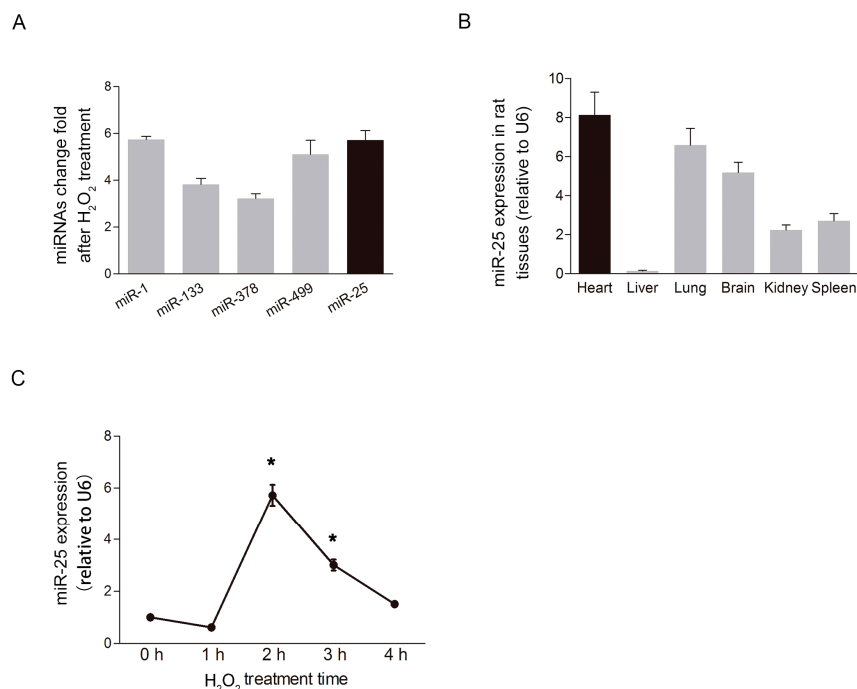 A
miRNAs change fold
after H₂O₂ treatment
8
6
4
2
0
miR-1
miR-133
miR-378
miR-499
miR-25
B
miR-25 expression in rat
tissues (relative to U6)
10
8
6
4
2
0
Heart Liver Lung Brain Kidney Spleen
C
miR-25 expression
(relative to U6)
8
6
4
2
0
*
*
0 h 1 h 2 h 3 h 4 h
H₂O₂ treatment time